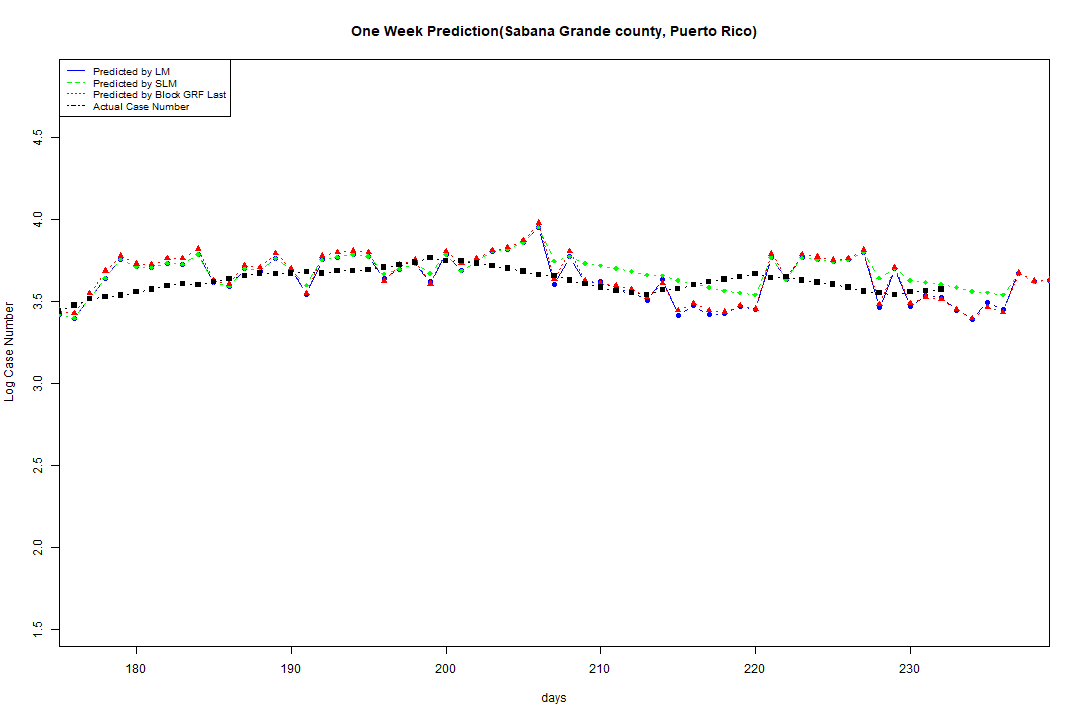 One Week Prediction(Sabana Grande county, Puerto Rico)
Predicted by LM
Predicted by SLM
Predicted by Block GRF Last
Actual Case Number
4.5
4.0
3.5
3.0
2.5
2.0
1.5
Log Case Number
180 190 200 210 220 230
days